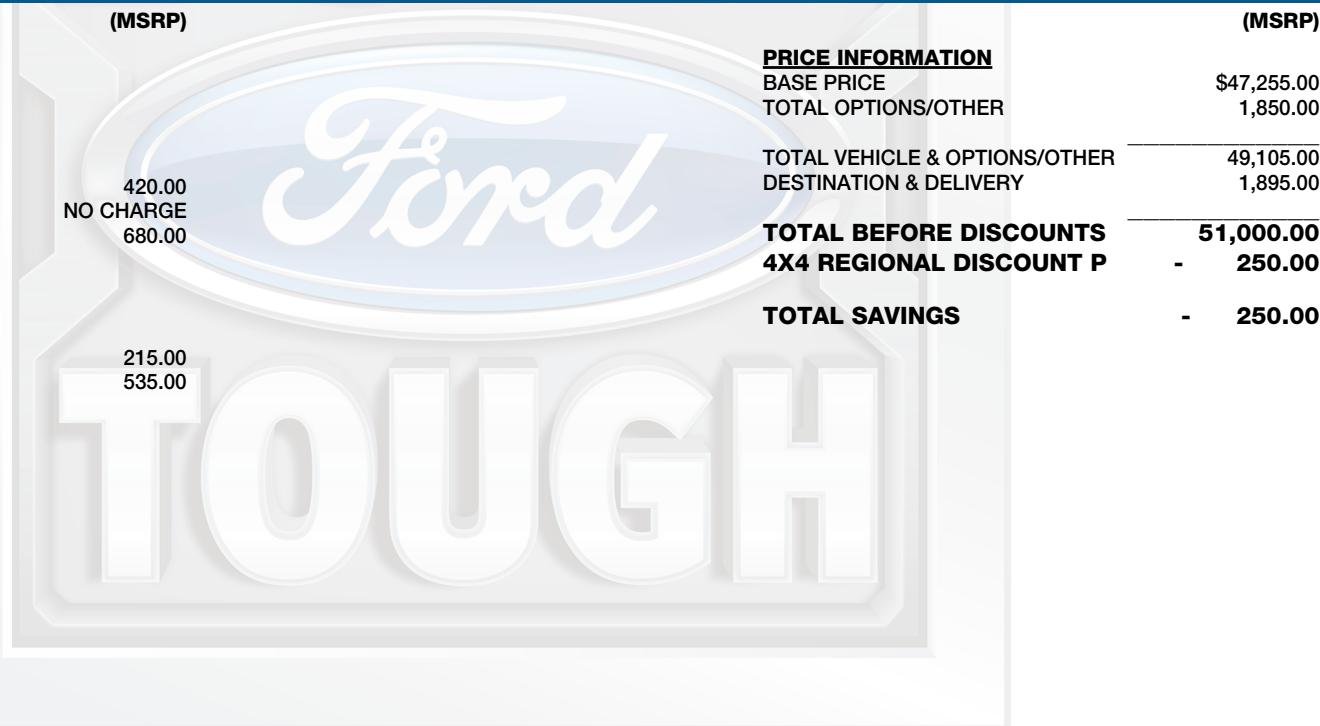 (MSRP)
420.00
NO CHARGE
680.00
215.00
535.00
(MSRP)
PRICE INFORMATION
BASE PRICE $47,255.00
TOTAL OPTIONS/OTHER 1,850.00
TOTAL VEHICLE & OPTIONS/OTHER 49,105.00
DESTINATION & DELIVERY 1,895.00
TOTAL BEFORE DISCOUNTS 51,000.00
4X4 REGIONAL DISCOUNT P - 250.00
TOTAL SAVINGS - 250.00
Ford
TOUGH